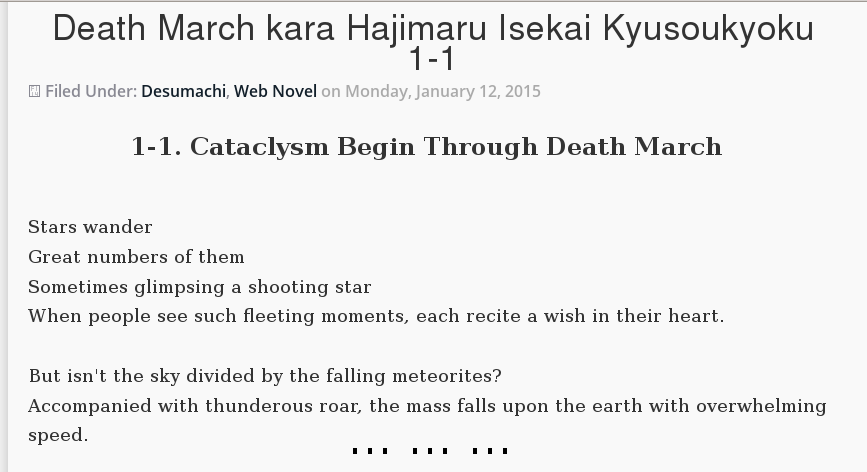 Death March kara Hajimaru Isekai Kyusoukyoku
1-1
Filed Under: Desumachi, Web Novel on Monday, January 12, 2015
1-1. Cataclysm Begin Through Death March
Stars wander
Great numbers of them
Sometimes glimpsing a shooting star
When people see such fleeting moments, each recite a wish in their heart.
But isn't the sky divided by the falling meteorites?
Accompanied with thunderous roar, the mass falls upon the earth with overwhelming
speed.